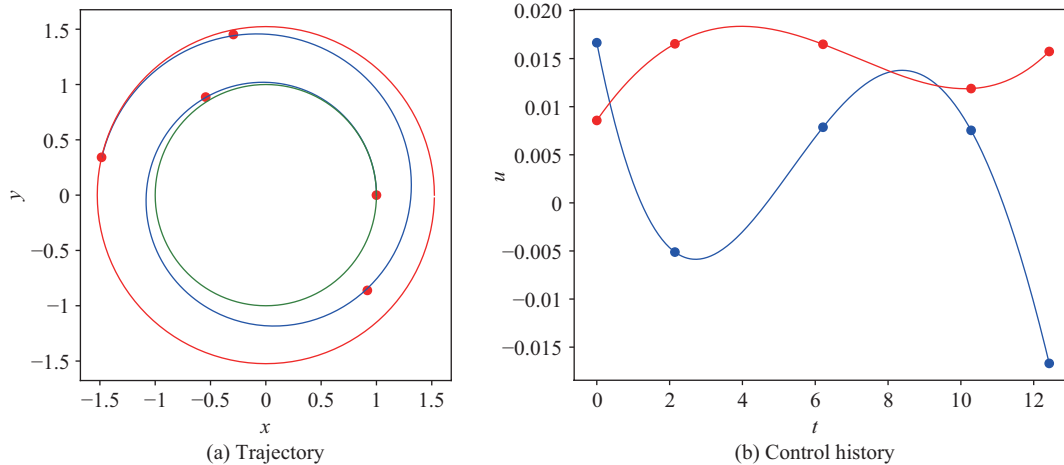 1.5
1
0.5
0
−0.5
−1
−1.5
y
−1.5 −1 −0.5 0 0.5 1 1.5
x
(a) Trajectory
0.020
0.015
0.010
0.005
0
−0.005
−0.01
−0.015
u
0 2 4 6 8 10 12
t
(b) Control history